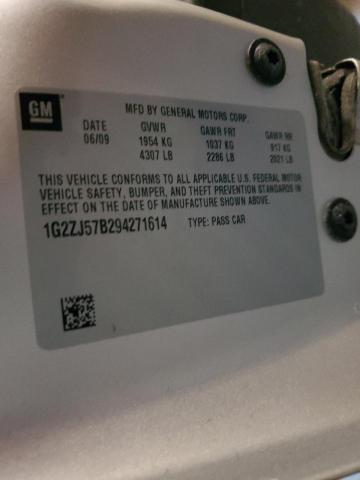 GM
MFD BY GENERAL MOTORS CORP.
DATE GVWR GAWR FRT GAWR RR
06/09 1954 KG 1037 KG 917 KG
4307 LB 2286 LB 2021 LB
THIS VEHICLE CONFORMS TO ALL APPLICABLE U.S. FEDERAL MOTOR
VEHICLE SAFETY, BUMPER, AND THEFT PREVENTION STANDARDS IN
EFFECT ON THE DATE OF MANUFACTURE SHOWN ABOVE.
1G2ZJ57B294271614 TYPE: PASS CAR